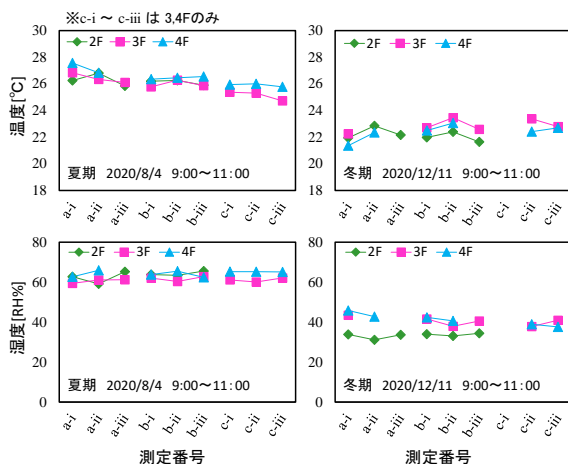 ※c-i ～ c-iii は 3,4Fのみ
温度[℃]
30
28
26
24
22
20
18
2F 3F 4F
夏期 2020/8/4 9:00～11:00
a-i a-ii a-iii b-i b-ii b-iii c-i c-ii c-iii
30
28
26
24
22
20
18
2F 3F 4F
冬期 2020/12/11 9:00～11:00
a-i a-ii a-iii b-i b-ii b-iii c-i c-ii c-iii
湿度[RH%]
80
60
40
20
0
2F 3F 4F
夏期 2020/8/4 9:00～11:00
a-i a-ii a-iii b-i b-ii b-iii c-i c-ii c-iii
測定番号
80
60
40
20
0
2F 3F 4F
冬期 2020/12/11 9:00～11:00
a-i a-ii a-iii b-i b-ii b-iii c-i c-ii c-iii
測定番号